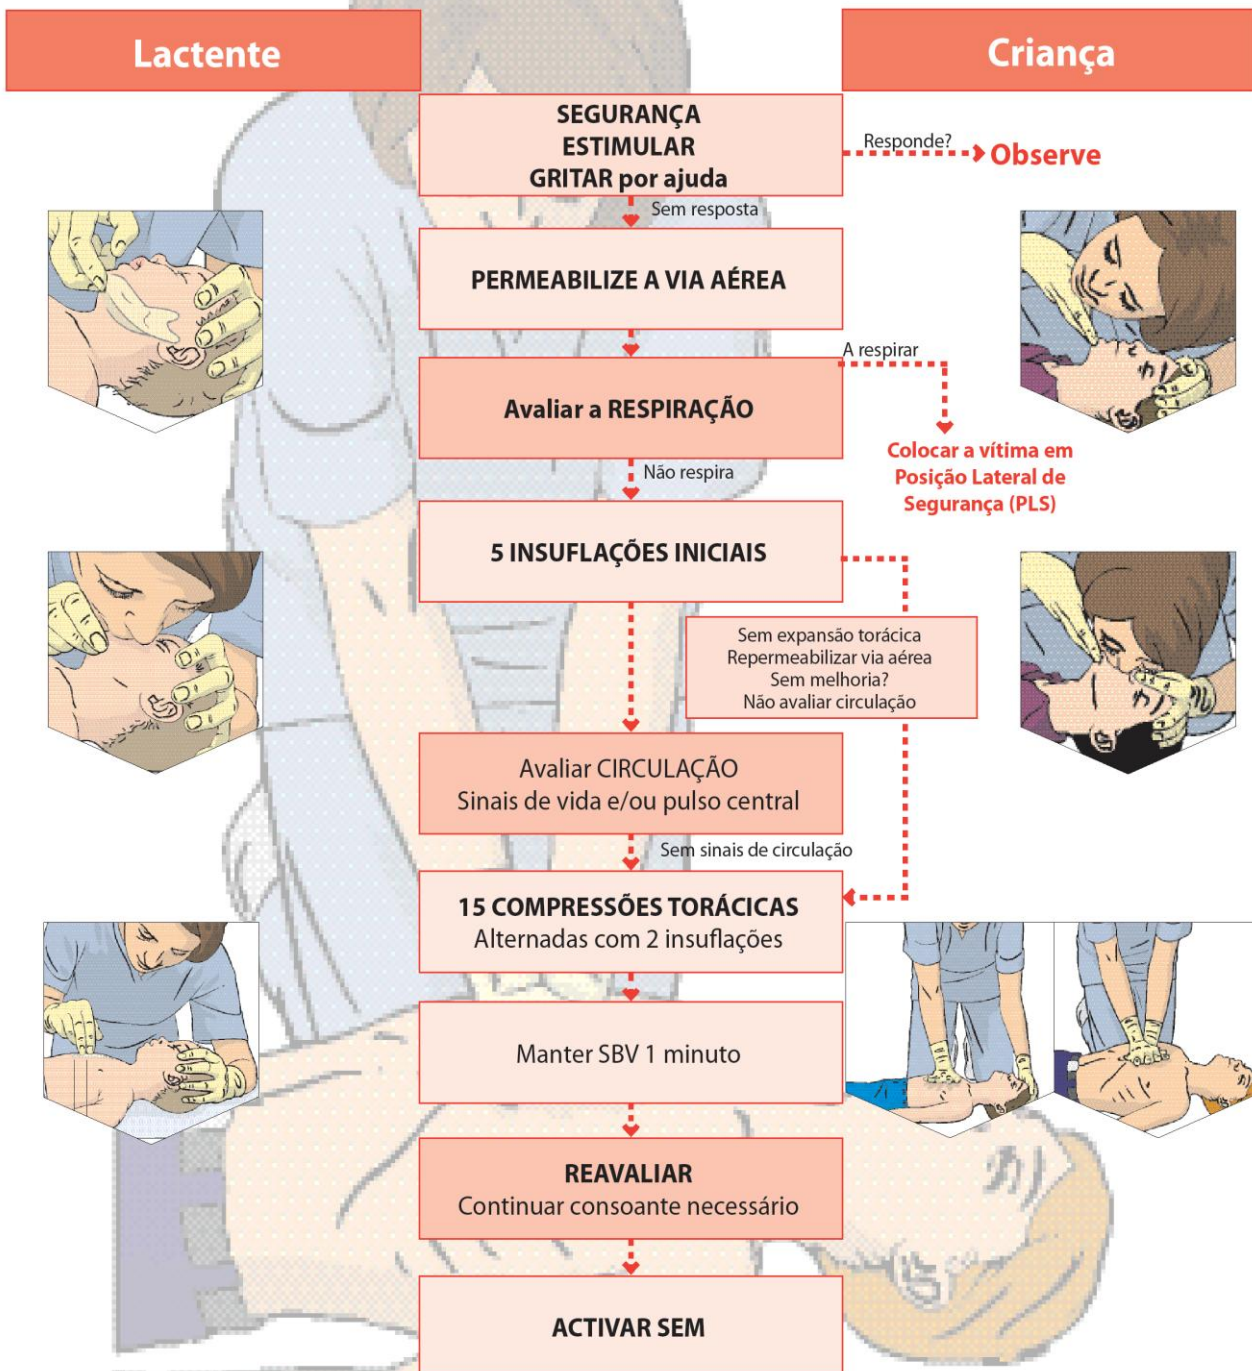 Lactente
Criança
SEGURANÇA
ESTIMULAR
GRITAR por ajuda
Responde?
Observe
Sem resposta
PERMEABILIZE A VIA AÉREA
A respirar
Avaliar a RESPIRAÇÃO
Colocar a vítima em
Posição Lateral de
Segurança (PLS)
Não respira
5 INSUFLAÇÕES INICIAIS
Sem expansão torácica
Repermeabilizar via aérea
Sem melhoria?
Não avaliar circulação
Avaliar CIRCULAÇÃO
Sinais de vida e/ou pulso central
Sem sinais de circulação
15 COMPRESSÕES TORÁCICAS
Alternadas com 2 insuflações
Manter SBV 1 minuto
REAVALIAR
Continuar consoante necessário
ACTIVAR SEM